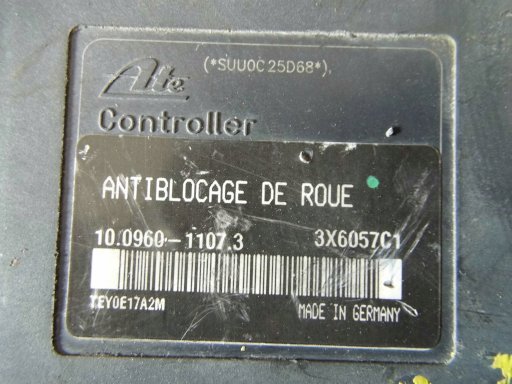 (*SUU0C25D68*)
Ate
Controller
ANTIBLOCAGE DE ROUE
10.0960-1107.3 3X6057C1
TEY0E17A2M MADE IN GERMANY